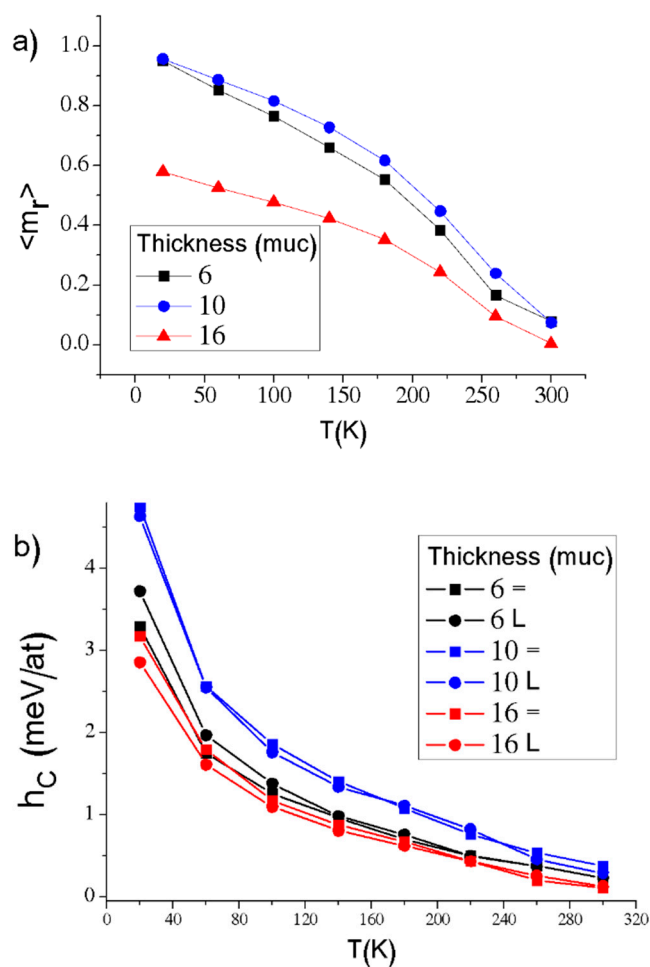 a)
1.0
0.8
0.6
0.4
0.2
0.0
<m_r>
Thickness (muc)
6
10
16
0 50 100 150 200 250 300
T(K)
b)
4
3
2
1
0
h_C (meV/at)
Thickness (muc)
6 =
6 L
10 =
10 L
16 =
16 L
0 40 80 120 160 200 240 280 320
T(K)